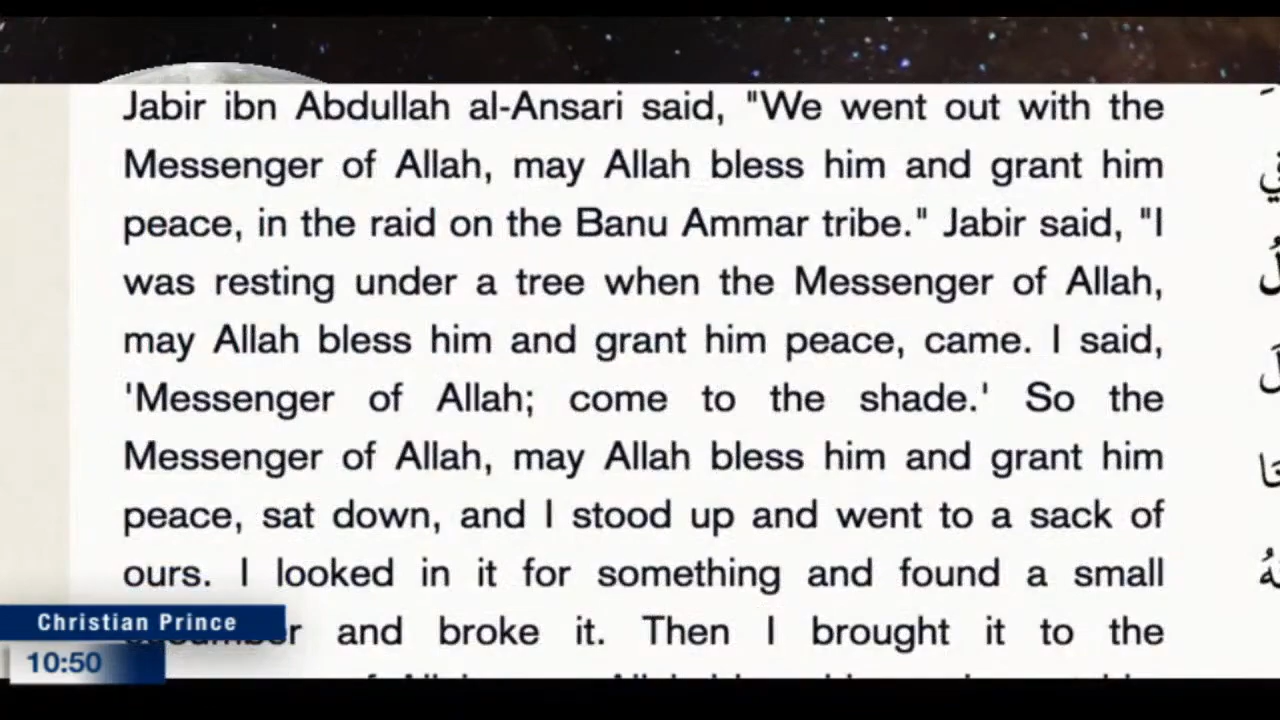 Jabir ibn Abdullah al-Ansari said, "We went out with the
Messenger of Allah, may Allah bless him and grant him
peace, in the raid on the Banu Ammar tribe." Jabir said, "I
was resting under a tree when the Messenger of Allah,
may Allah bless him and grant him peace, came. I said,
'Messenger of Allah; come to the shade.' So the
Messenger of Allah, may Allah bless him and grant him
peace, sat down, and I stood up and went to a sack of
ours. I looked in it for something and found a small
and broke it. Then I brought it to the
Christian Prince
10:50